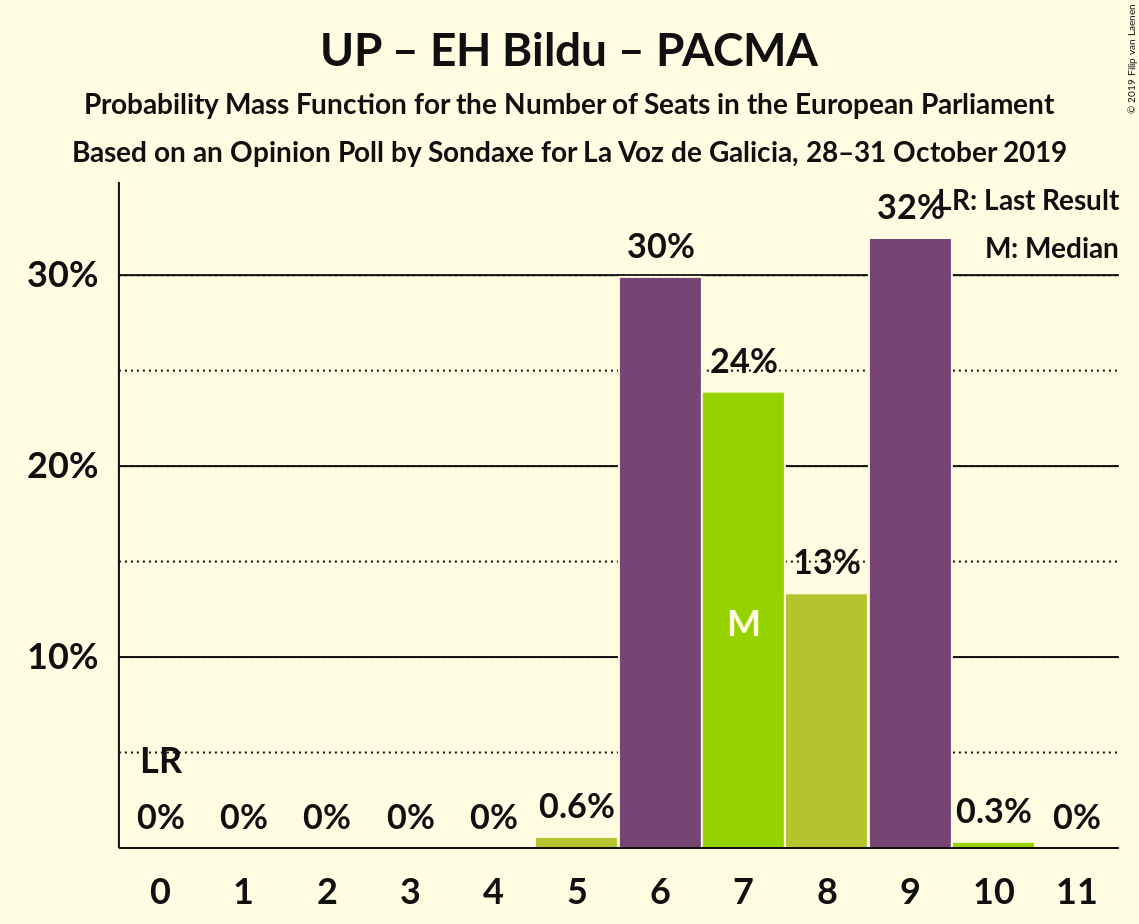 UP – EH Bildu – PACMA
Probability Mass Function for the Number of Seats in the European Parliament
Based on an Opinion Poll by Sondaxe for La Voz de Galicia, 28–31 October 2019
© 2019 Filip van Laenen
LR: Last Result
M: Median
30%
20%
10%
LR
0%
0%
0%
0%
0%
0.6%
30%
24%
M
13%
32%
0.3%
0%
0 1 2 3 4 5 6 7 8 9 10 11